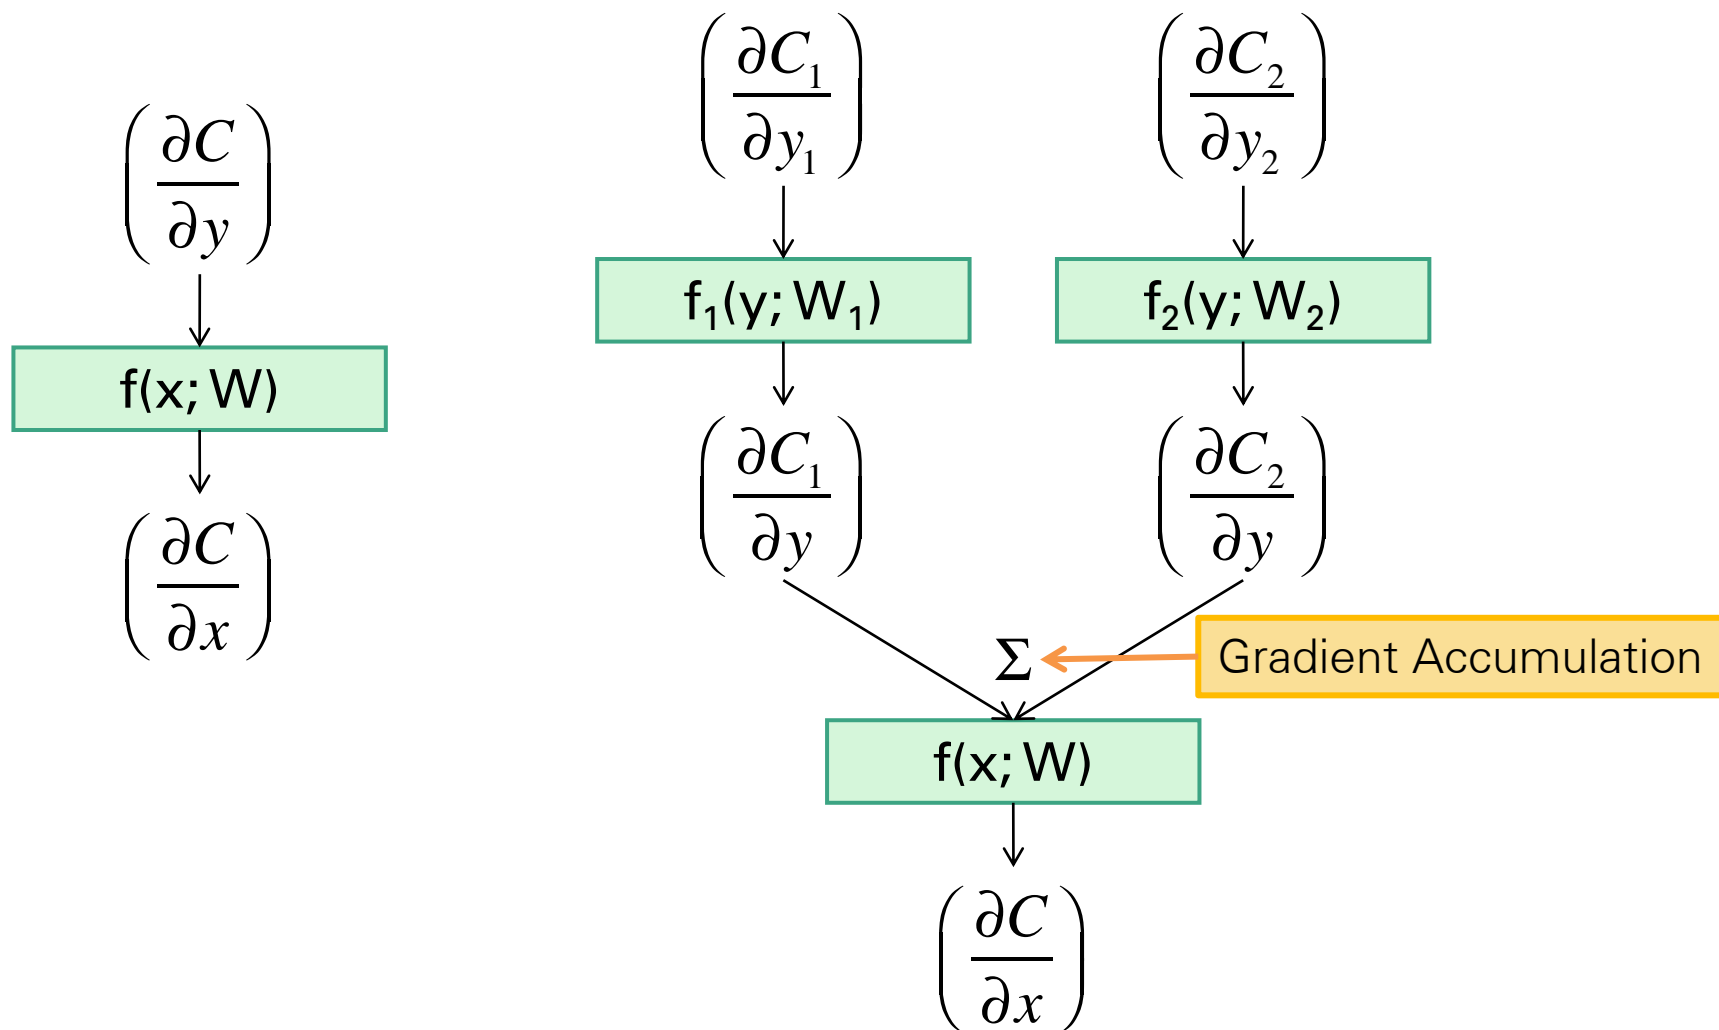 (∂C/∂y)
f(x; W)
(∂C/∂x)
(∂C₁/∂y₁)
(∂C₂/∂y₂)
f₁(y; W₁)
f₂(y; W₂)
(∂C₁/∂y)
(∂C₂/∂y)
Σ
Gradient Accumulation
f(x; W)
(∂C/∂x)